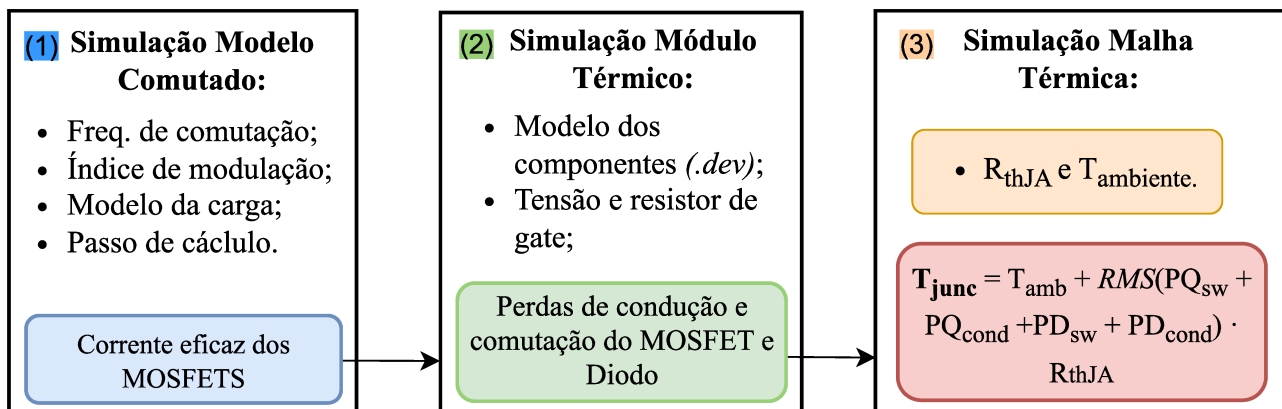 (1) Simulação Modelo
Comutado:
• Freq. de comutação;
• Índice de modulação;
• Modelo da carga;
• Passo de cáclulo.
Corrente eficaz dos
MOSFETS
(2) Simulação Módulo
Térmico:
• Modelo dos
componentes (.dev);
• Tensão e resistor de
gate;
Perdas de condução e
comutação do MOSFET e
Diodo
(3) Simulação Malha
Térmica:
• RthJA e Tambiente.
Tjunc = Tamb + RMS(PQsw +
PQcond +PDsw + PDcond) ·
RthJA